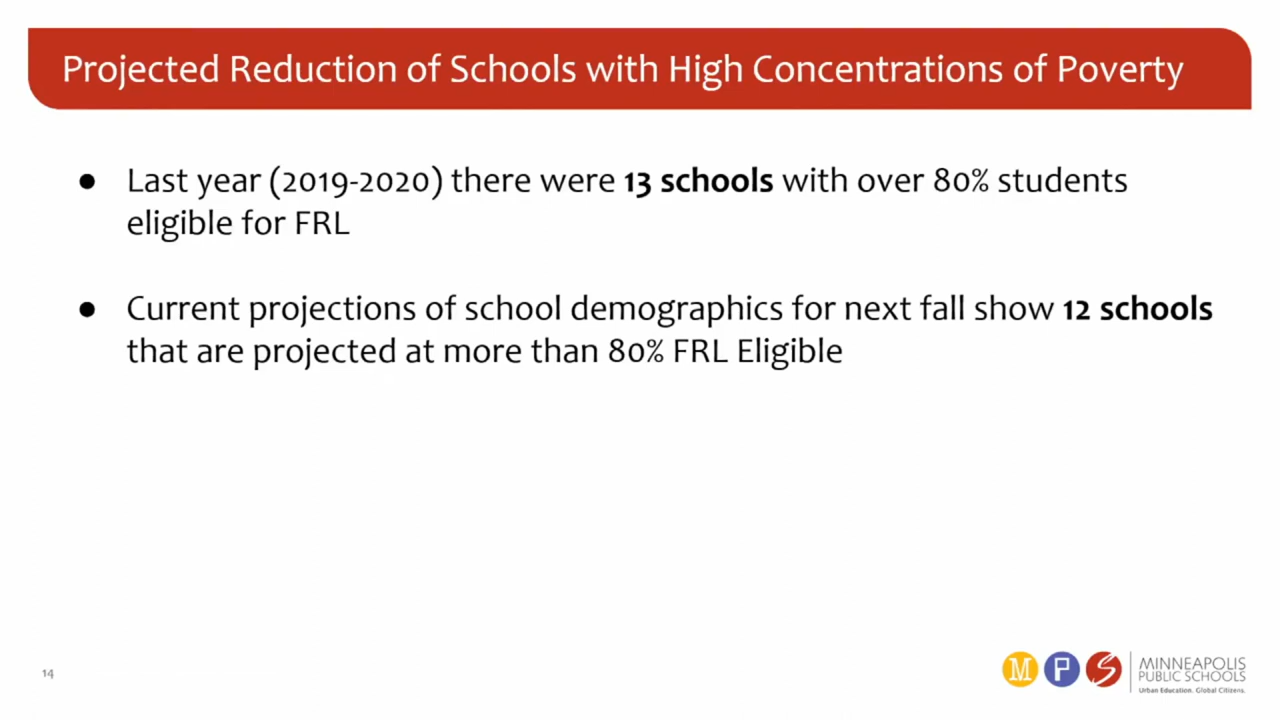 Projected Reduction of Schools with High Concentrations of Poverty
● Last year (2019-2020) there were 13 schools with over 80% students
eligible for FRL
● Current projections of school demographics for next fall show 12 schools
that are projected at more than 80% FRL Eligible
14
M P S
MINNEAPOLIS
PUBLIC SCHOOLS
Urban Education. Global Citizens.